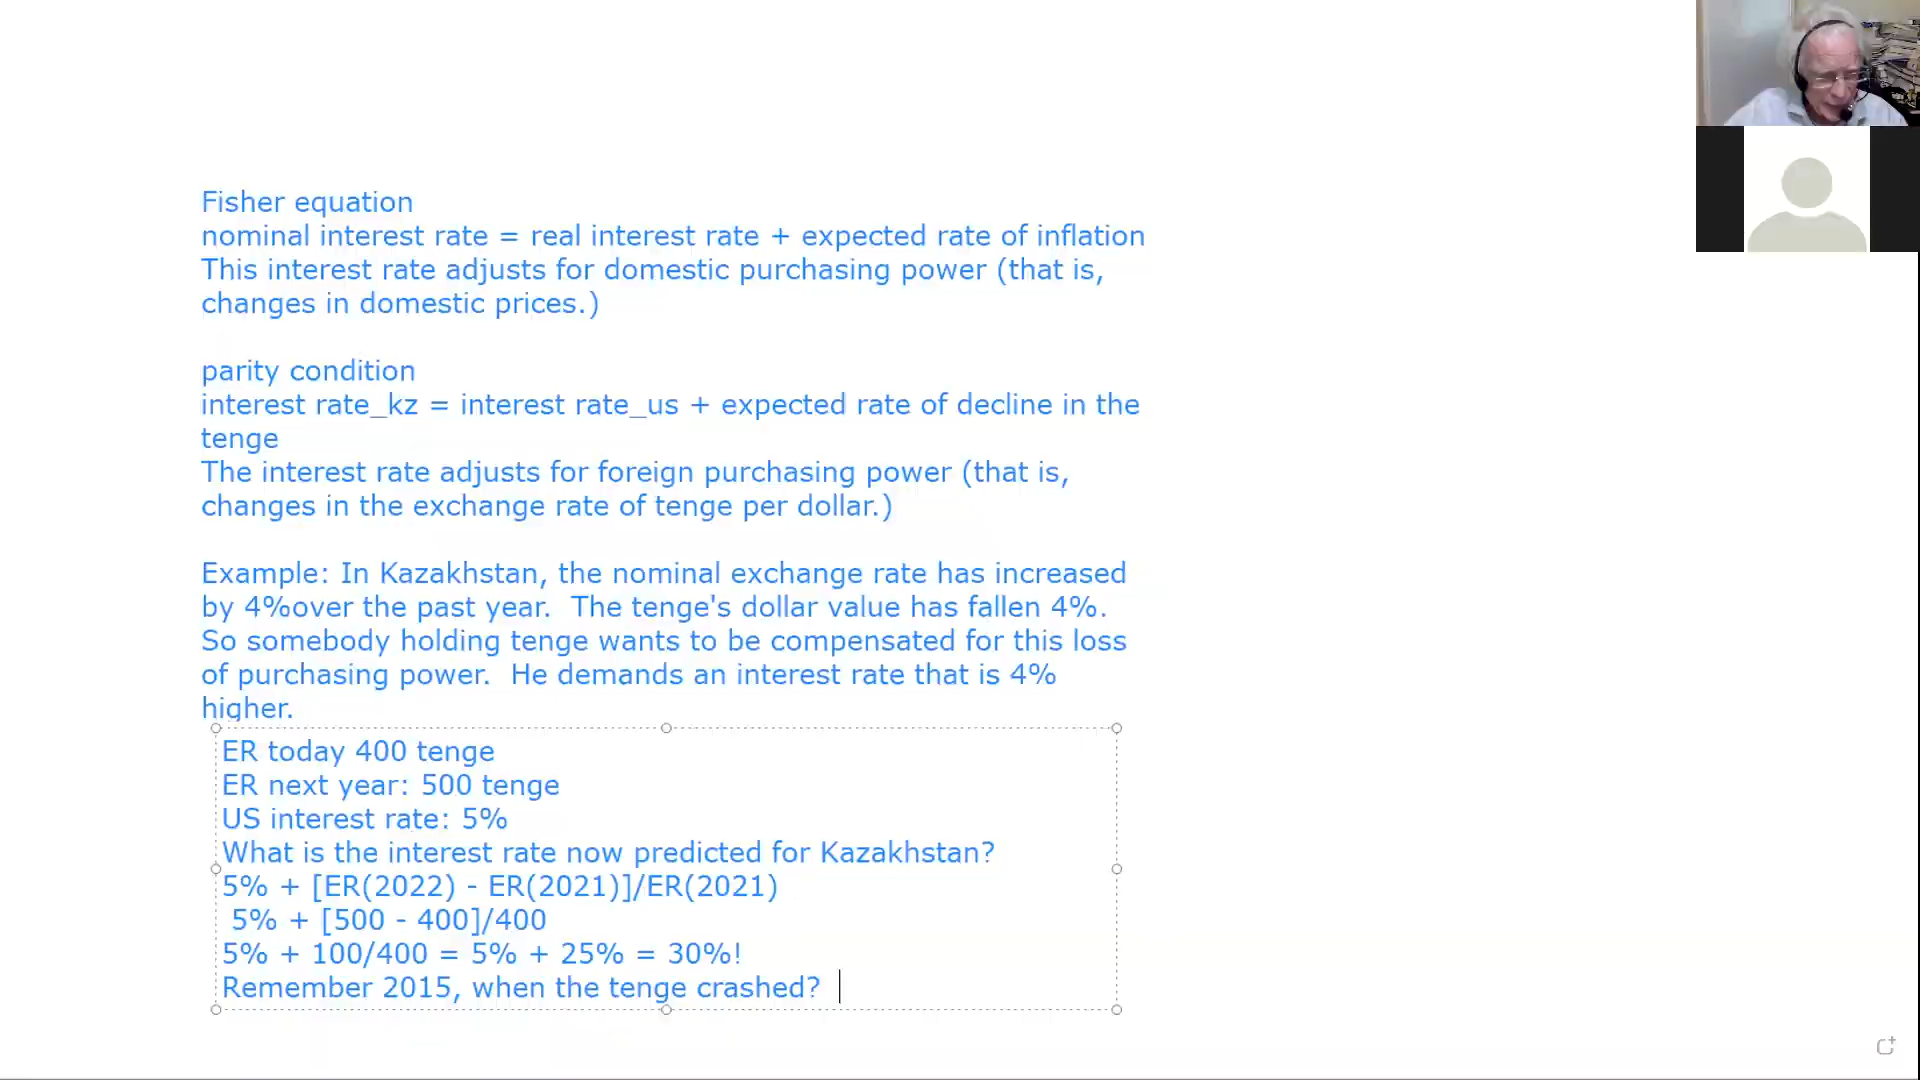 Fisher equation
nominal interest rate = real interest rate + expected rate of inflation
This interest rate adjusts for domestic purchasing power (that is,
changes in domestic prices.)
parity condition
interest rate_kz = interest rate_us + expected rate of decline in the
tenge
The interest rate adjusts for foreign purchasing power (that is,
changes in the exchange rate of tenge per dollar.)
Example: In Kazakhstan, the nominal exchange rate has increased
by 4%over the past year.  The tenge's dollar value has fallen 4%.
So somebody holding tenge wants to be compensated for this loss
of purchasing power.  He demands an interest rate that is 4%
higher.
ER today 400 tenge
ER next year: 500 tenge
US interest rate: 5%
What is the interest rate now predicted for Kazakhstan?
5% + [ER(2022) - ER(2021)]/ER(2021)
5% + [500 - 400]/400
5% + 100/400 = 5% + 25% = 30%!
Remember 2015, when the tenge crashed?